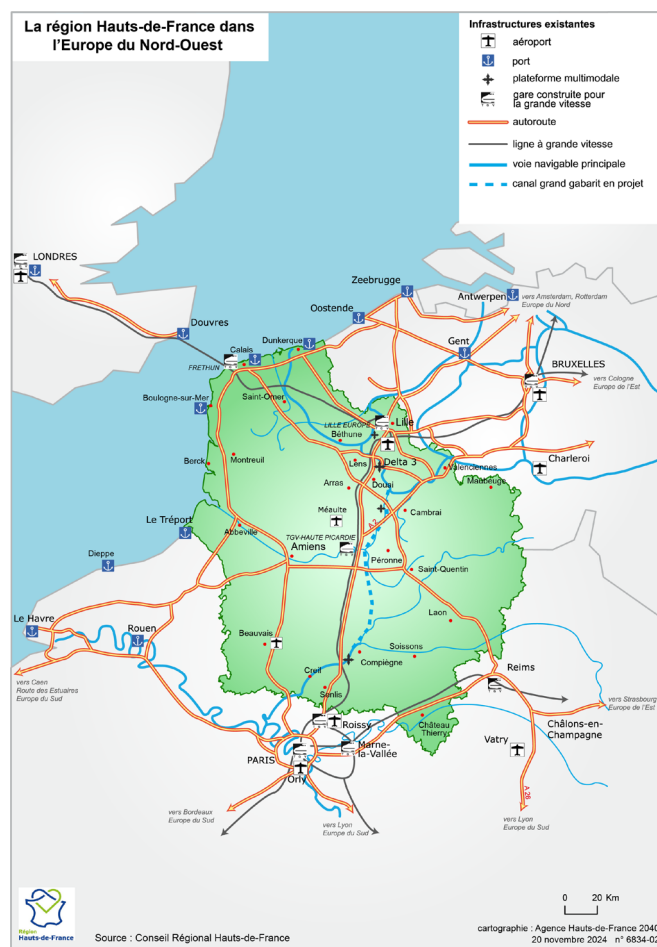 La région Hauts-de-France dans
l'Europe du Nord-Ouest
Infrastructures existantes
aéroport
port
plateforme multimodale
gare construite pour
la grande vitesse
autoroute
ligne à grande vitesse
voie navigable principale
canal grand gabarit en projet
LONDRES
Zeebrugge
Antwerpen
vers Amsterdam, Rotterdam
Europe du Nord
Oostende
Douvres
Dunkerque
Gent
Calais
BRUXELLES
FRETHUN
vers Cologne
Europe de l'Est
Boulogne-sur-Mer
Saint-Omer
LILLE EUROPE
Lille
Béthune
Berck
Montreuil
Lens
Delta 3
Valenciennes
Charleroi
Arras
Douai
Maubeuge
Méaulte
Cambrai
Le Tréport
Abbeville
A 2
TGV-HAUTE PICARDIE
Dieppe
Amiens
Péronne
Saint-Quentin
Le Havre
Rouen
Laon
Beauvais
Soissons
Compiègne
Creil
Reims
vers Caen
Route des Estuaires
Europe du Sud
Senlis
vers Strasbourg
Europe de l'Est
Roissy
Château
Thierry
Châlons-en-
Champagne
PARIS
Marne-
la-Vallée
Vatry
Orly
A 26
vers Bordeaux
Europe du Sud
vers Lyon
Europe du Sud
vers Lyon
Europe du Sud
0 20 Km
Région
Hauts-de-France
Source : Conseil Régional Hauts-de-France
cartographie : Agence Hauts-de-France 2040
20 novembre 2024 n° 6834-02